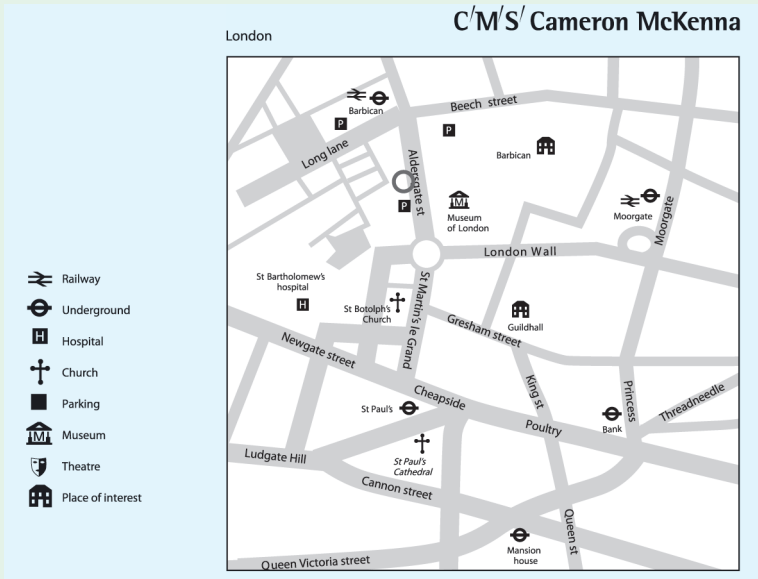 C/M/S/ Cameron McKenna
London
Barbican
P
Long lane
Beech street
P
Barbican
Aldersgate st
P
M
Museum
of London
Moorgate
Moorgate
London Wall
St Bartholomew's
hospital
H
St Botolph's
Church
St Martin's le Grand
Gresham street
Guildhall
Newgate street
Cheapside
King st
Princess
Threadneedle
St Paul's
Poultry
Bank
Ludgate Hill
St Paul's
Cathedral
Cannon street
Queen st
Mansion
house
Queen Victoria street
Railway
Underground
H Hospital
Church
Parking
M Museum
Theatre
Place of interest